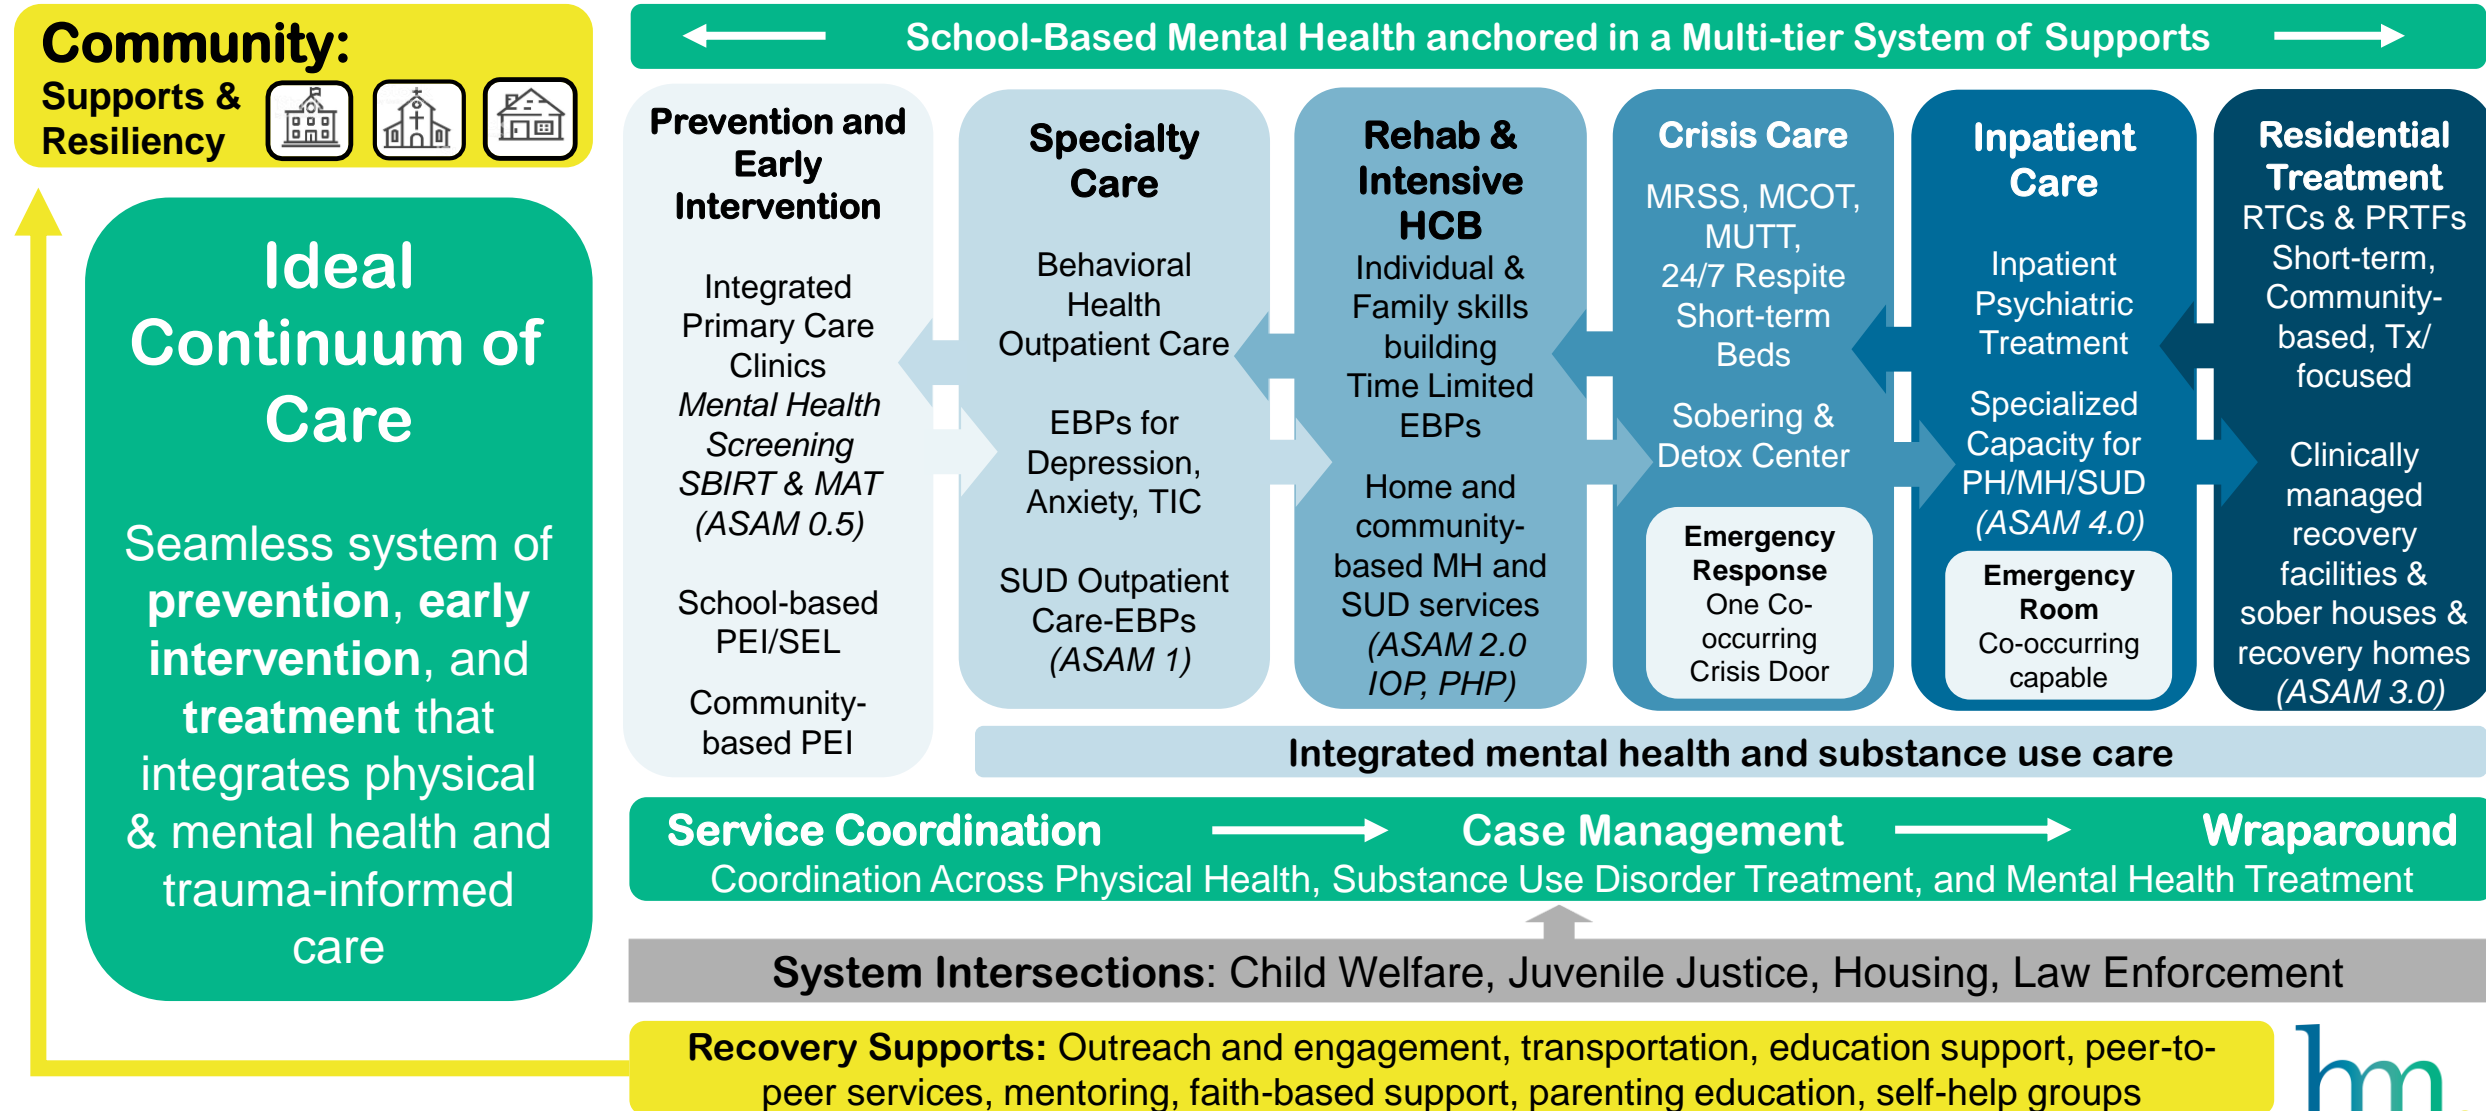 Community:
Supports &
Resiliency
Ideal
Continuum of
Care
Seamless system of
prevention, early
intervention, and
treatment that
integrates physical
& mental health and
trauma-informed
care
School-Based Mental Health anchored in a Multi-tier System of Supports
Prevention and
Early
Intervention
Integrated
Primary Care
Clinics
Mental Health
Screening
SBIRT & MAT
(ASAM 0.5)
School-based
PEI/SEL
Community-
based PEI
Specialty
Care
Behavioral
Health
Outpatient Care
EBPs for
Depression,
Anxiety, TIC
SUD Outpatient
Care-EBPs
(ASAM 1)
Rehab &
Intensive
HCB
Individual &
Family skills
building
Time Limited
EBPs
Home and
community-
based MH and
SUD services
(ASAM 2.0
IOP, PHP)
Crisis Care
MRSS, MCOT,
MUTT,
24/7 Respite
Short-term
Beds
Sobering &
Detox Center
Emergency
Response
One Co-
occurring
Crisis Door
Inpatient
Care
Inpatient
Psychiatric
Treatment
Specialized
Capacity for
PH/MH/SUD
(ASAM 4.0)
Emergency
Room
Co-occurring
capable
Residential
Treatment
RTCs & PRTFs
Short-term,
Community-
based, Tx/
focused
Clinically
managed
recovery
facilities &
sober houses &
recovery homes
(ASAM 3.0)
Integrated mental health and substance use care
Service Coordination Case Management Wraparound
Coordination Across Physical Health, Substance Use Disorder Treatment, and Mental Health Treatment
System Intersections: Child Welfare, Juvenile Justice, Housing, Law Enforcement
Recovery Supports: Outreach and engagement, transportation, education support, peer-to-
peer services, mentoring, faith-based support, parenting education, self-help groups
hm